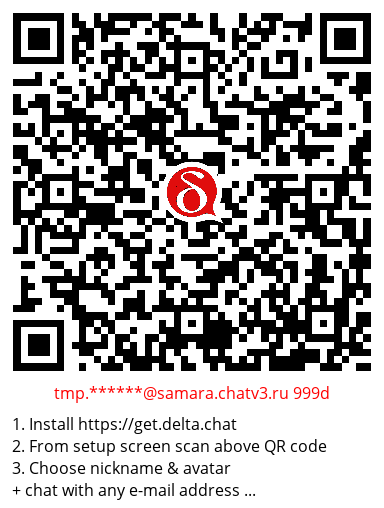 δ
tmp.******@samara.chatv3.ru 999d
1. Install https://get.delta.chat
2. From setup screen scan above QR code
3. Choose nickname & avatar
+ chat with any e-mail address ...